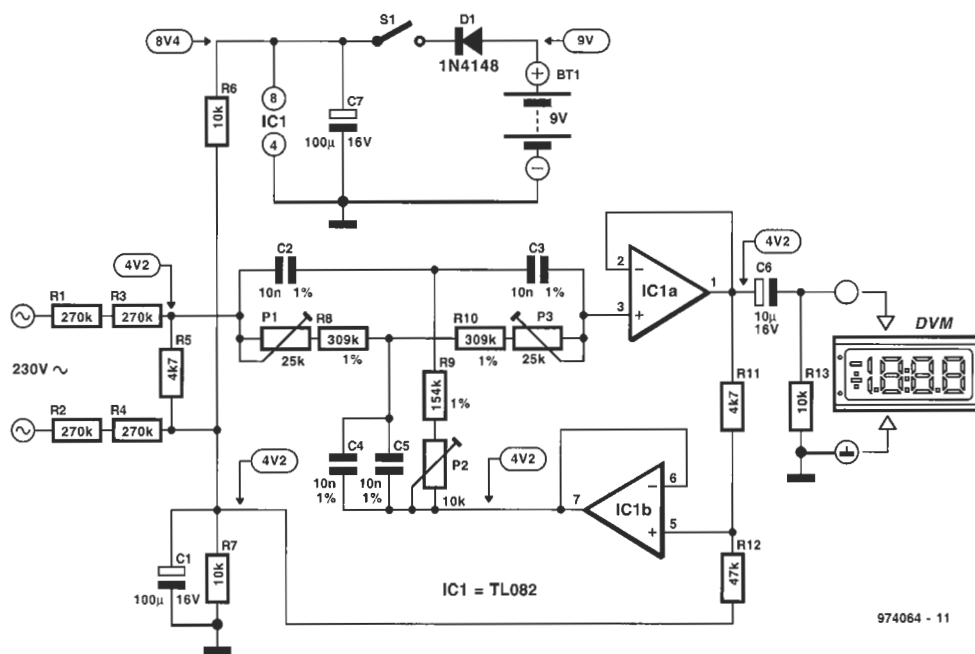 8V4
S1
D1
1N4148
9V
BT1
R6
10k
8
IC1
4
C7
100µ 16V
9V
4V2
C2
10n 1%
C3
10n 1%
2
IC1a
3
1
4V2
C6
10µ
16V
DVM
R1
270k
R3
270k
R5
4k7
P1
25k
R8
309k
1%
R10
309k
1%
P3
25k
R9
154k
1%
R11
4k7
R13
10k
230V ~
R2
270k
R4
270k
C4
10n
1%
C5
10n
1%
P2
10k
4V2
6
7
IC1b
5
4V2
R12
47k
C1
100µ 16V
R7
10k
IC1 = TL082
974064 - 11